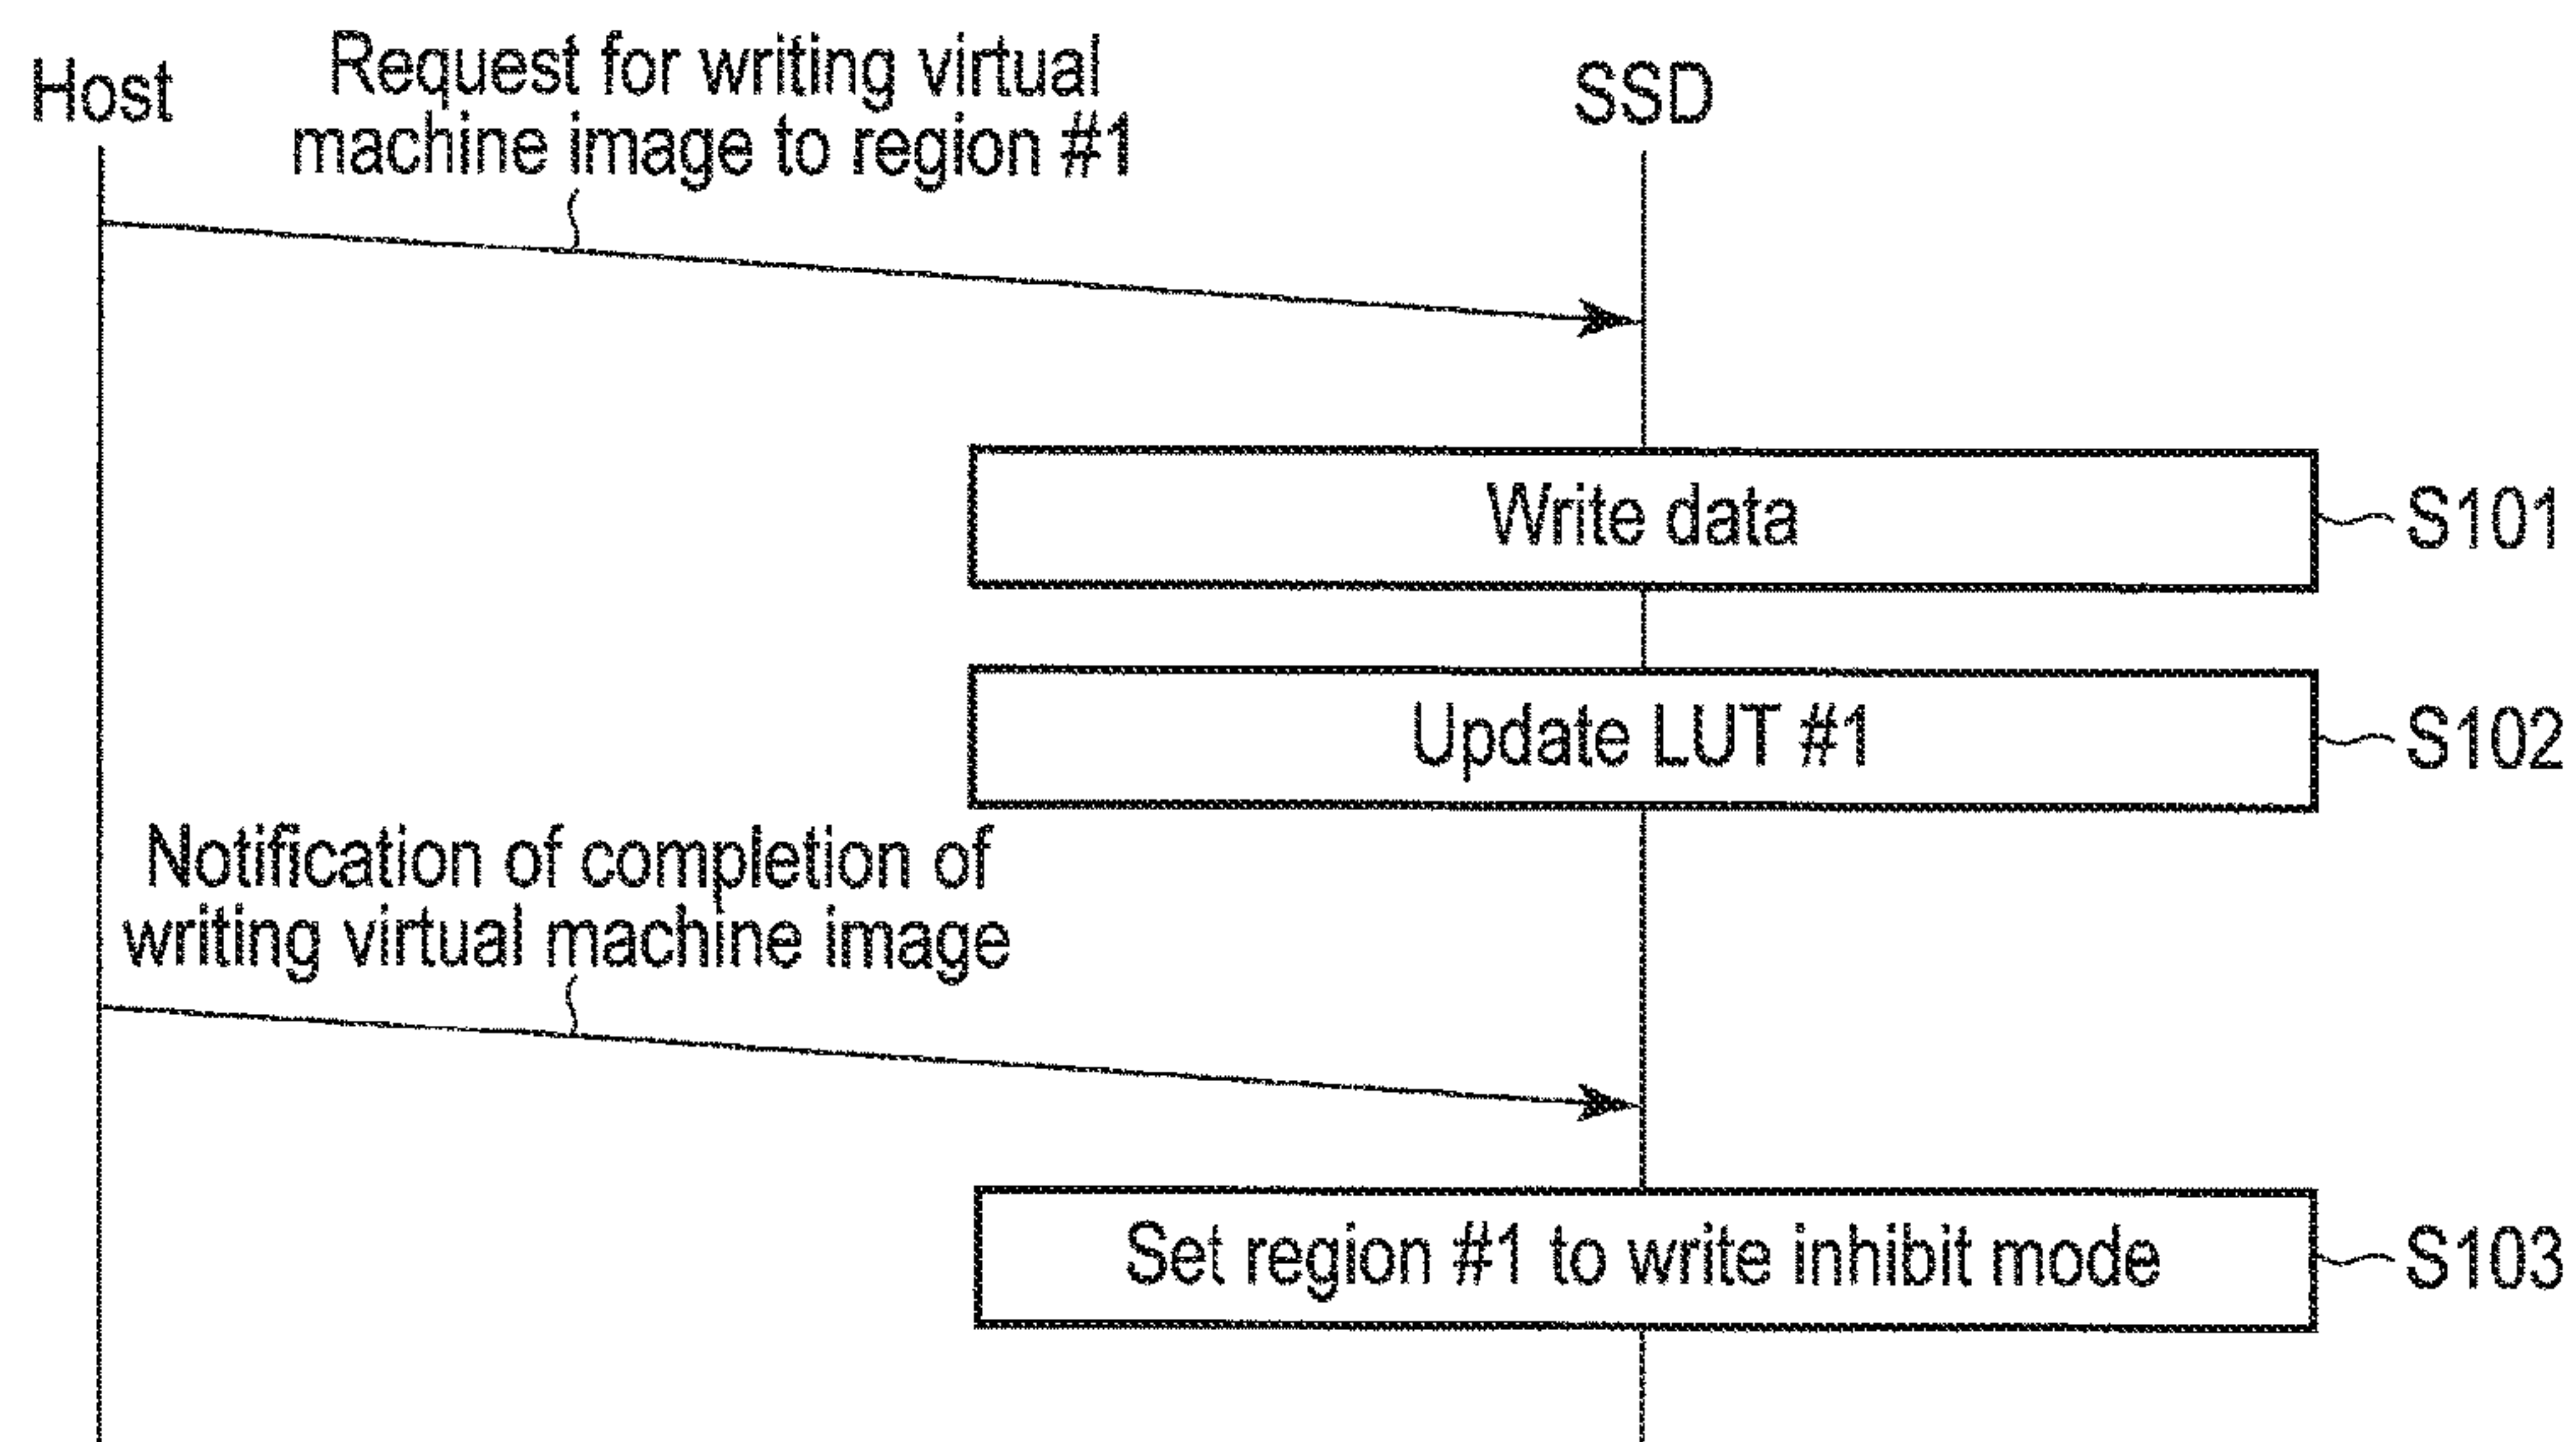 Host
Request for writing virtual
machine image to region #1
SSD
Write data
S101
Update LUT #1
S102
Notification of completion of
writing virtual machine image
Set region #1 to write inhibit mode
S103